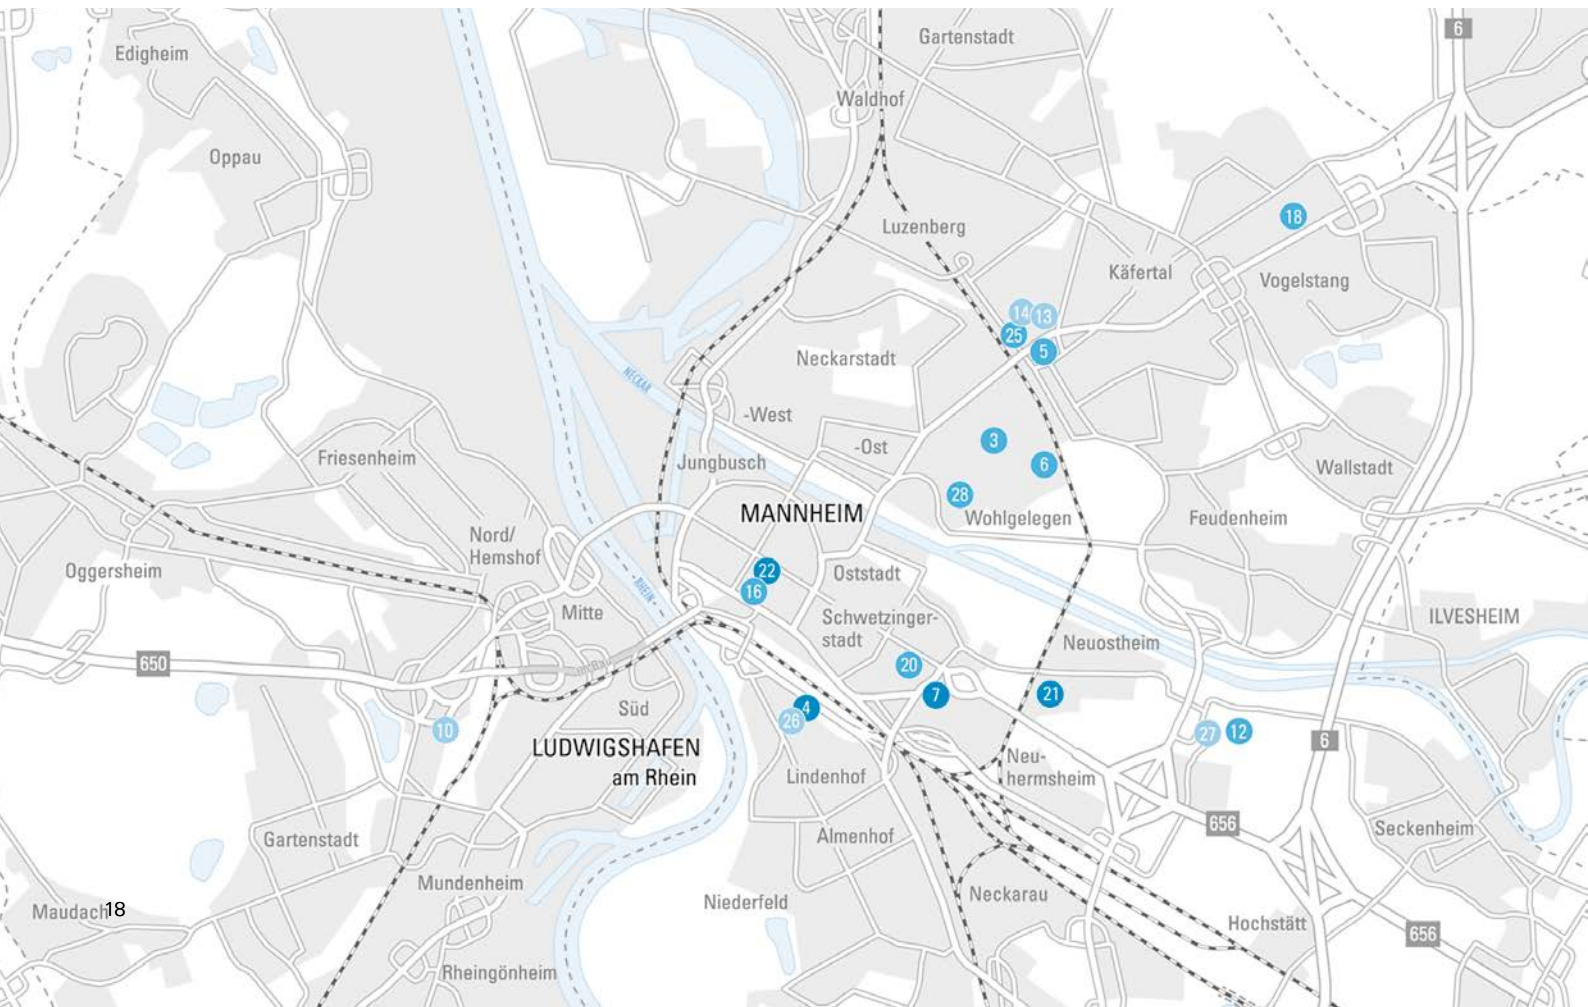 Gartenstadt
6
Edigheim
Waldhof
Oppau
18
Luzenberg
Käfertal
Vogelstang
14
13
25
5
Neckarstadt
NECKAR
-West
-Ost
3
Friesenheim
Jungbusch
6
Wallstadt
28
MANNHEIM
Wohlgelegen
Feudenheim
Nord/
Hemshof
Oggersheim
22
Oststadt
16
- RHEIN -
Mitte
Schwetzinger-
stadt
ILVESHEIM
Neuostheim
650
20
im Bau
21
7
Süd
4
26
10
27
12
6
LUDWIGSHAFEN
am Rhein
Lindenhof
Neu-
hermsheim
656
Seckenheim
Gartenstadt
Almenhof
Mundenheim
Neckarau
Niederfeld
Maudach
18
Hochstätt
656
Rheingönheim